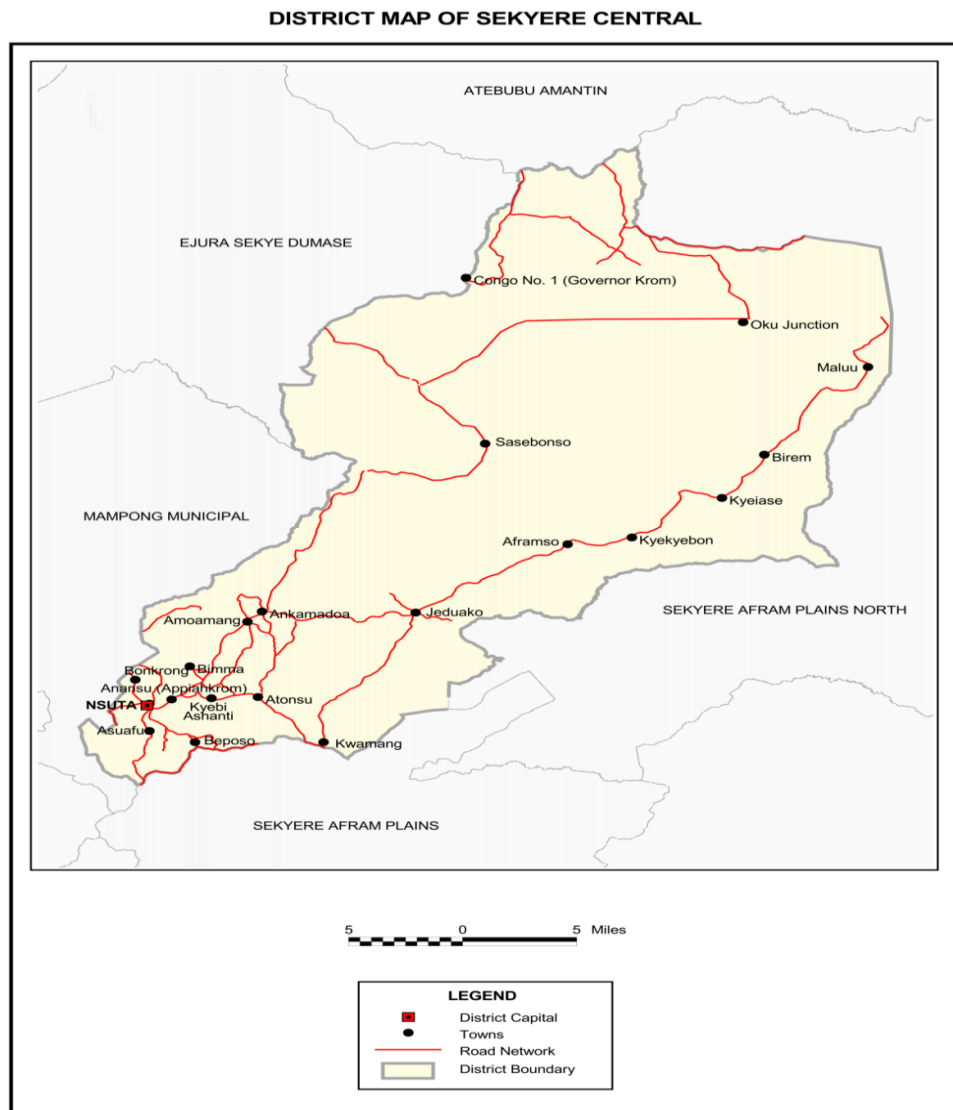 DISTRICT MAP OF SEKYERE CENTRAL
ATEBUBU AMANTIN
EJURA SEKYE DUMASE
Congo No. 1 (Governor Krom)
Oku Junction
Maluu
Sasebonso
Birem
Kyeiase
MAMPONG MUNICIPAL
Aframso
Kyekyebon
SEKYERE AFRAM PLAINS NORTH
Ankamadoa
Jeduako
Amoamang
Bonkrong
Bimma
Anansu (Appiahkrom)
NSUTA
Kyebi
Ashanti
Atonsu
Asuafu
Beposo
Kwamang
SEKYERE AFRAM PLAINS
5 0 5 Miles
LEGEND
District Capital
Towns
Road Network
District Boundary